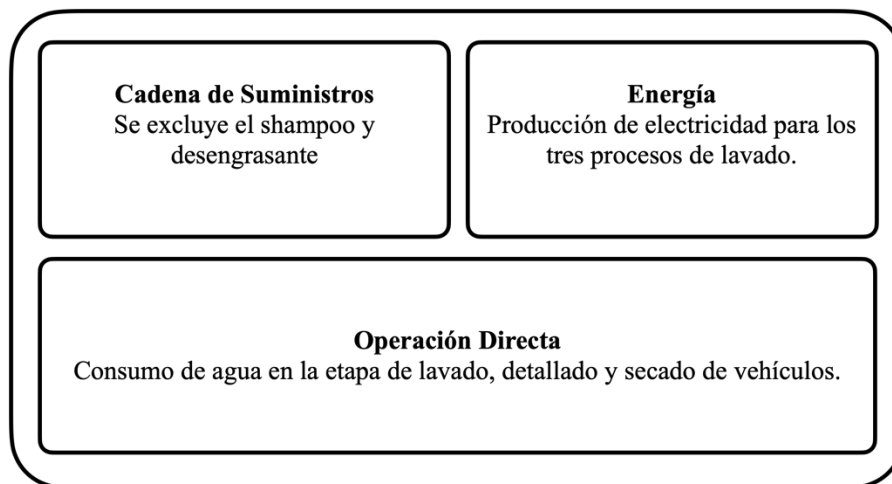 Cadena de Suministros
Se excluye el shampoo y
desengrasante
Energía
Producción de electricidad para los
tres procesos de lavado.
Operación Directa
Consumo de agua en la etapa de lavado, detallado y secado de vehículos.